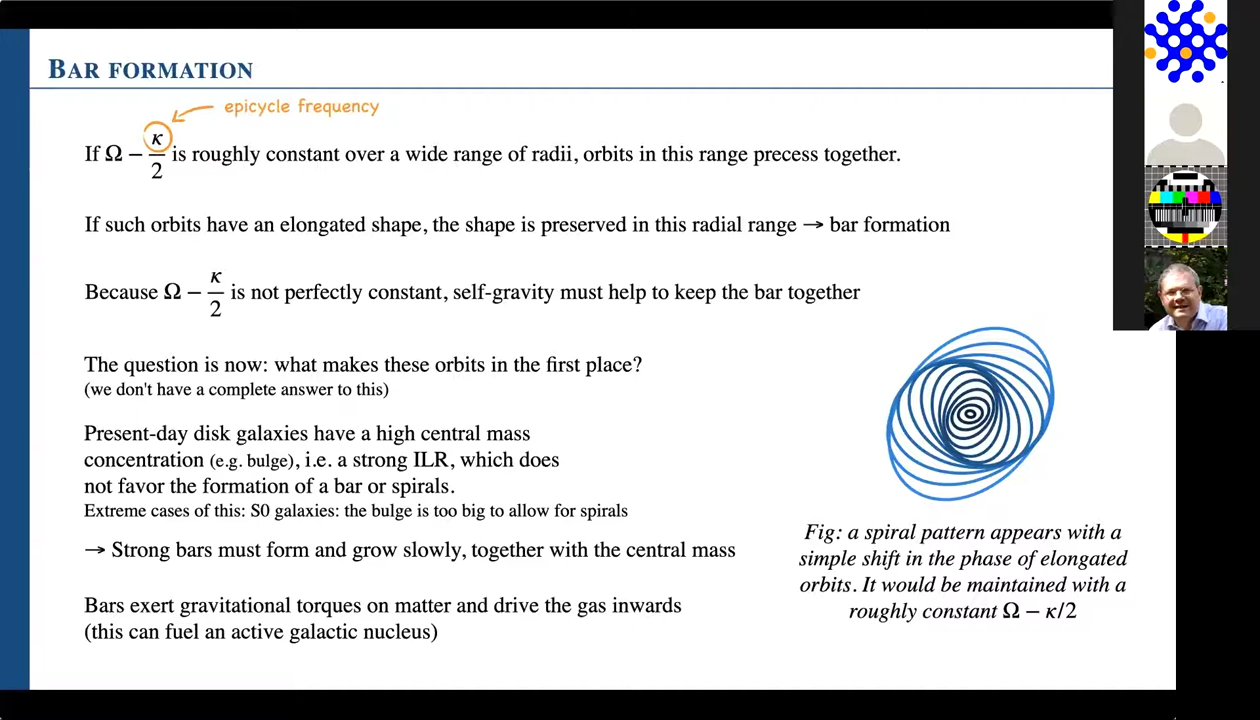 BAR FORMATION
epicycle frequency
If Ω − κ/2 is roughly constant over a wide range of radii, orbits in this range precess together.
If such orbits have an elongated shape, the shape is preserved in this radial range → bar formation
Because Ω − κ/2 is not perfectly constant, self-gravity must help to keep the bar together
The question is now: what makes these orbits in the first place?
(we don't have a complete answer to this)
Present-day disk galaxies have a high central mass
concentration (e.g. bulge), i.e. a strong ILR, which does
not favor the formation of a bar or spirals.
Extreme cases of this: S0 galaxies: the bulge is too big to allow for spirals
→ Strong bars must form and grow slowly, together with the central mass
Bars exert gravitational torques on matter and drive the gas inwards
(this can fuel an active galactic nucleus)
Fig: a spiral pattern appears with a
simple shift in the phase of elongated
orbits. It would be maintained with a
roughly constant Ω − κ/2